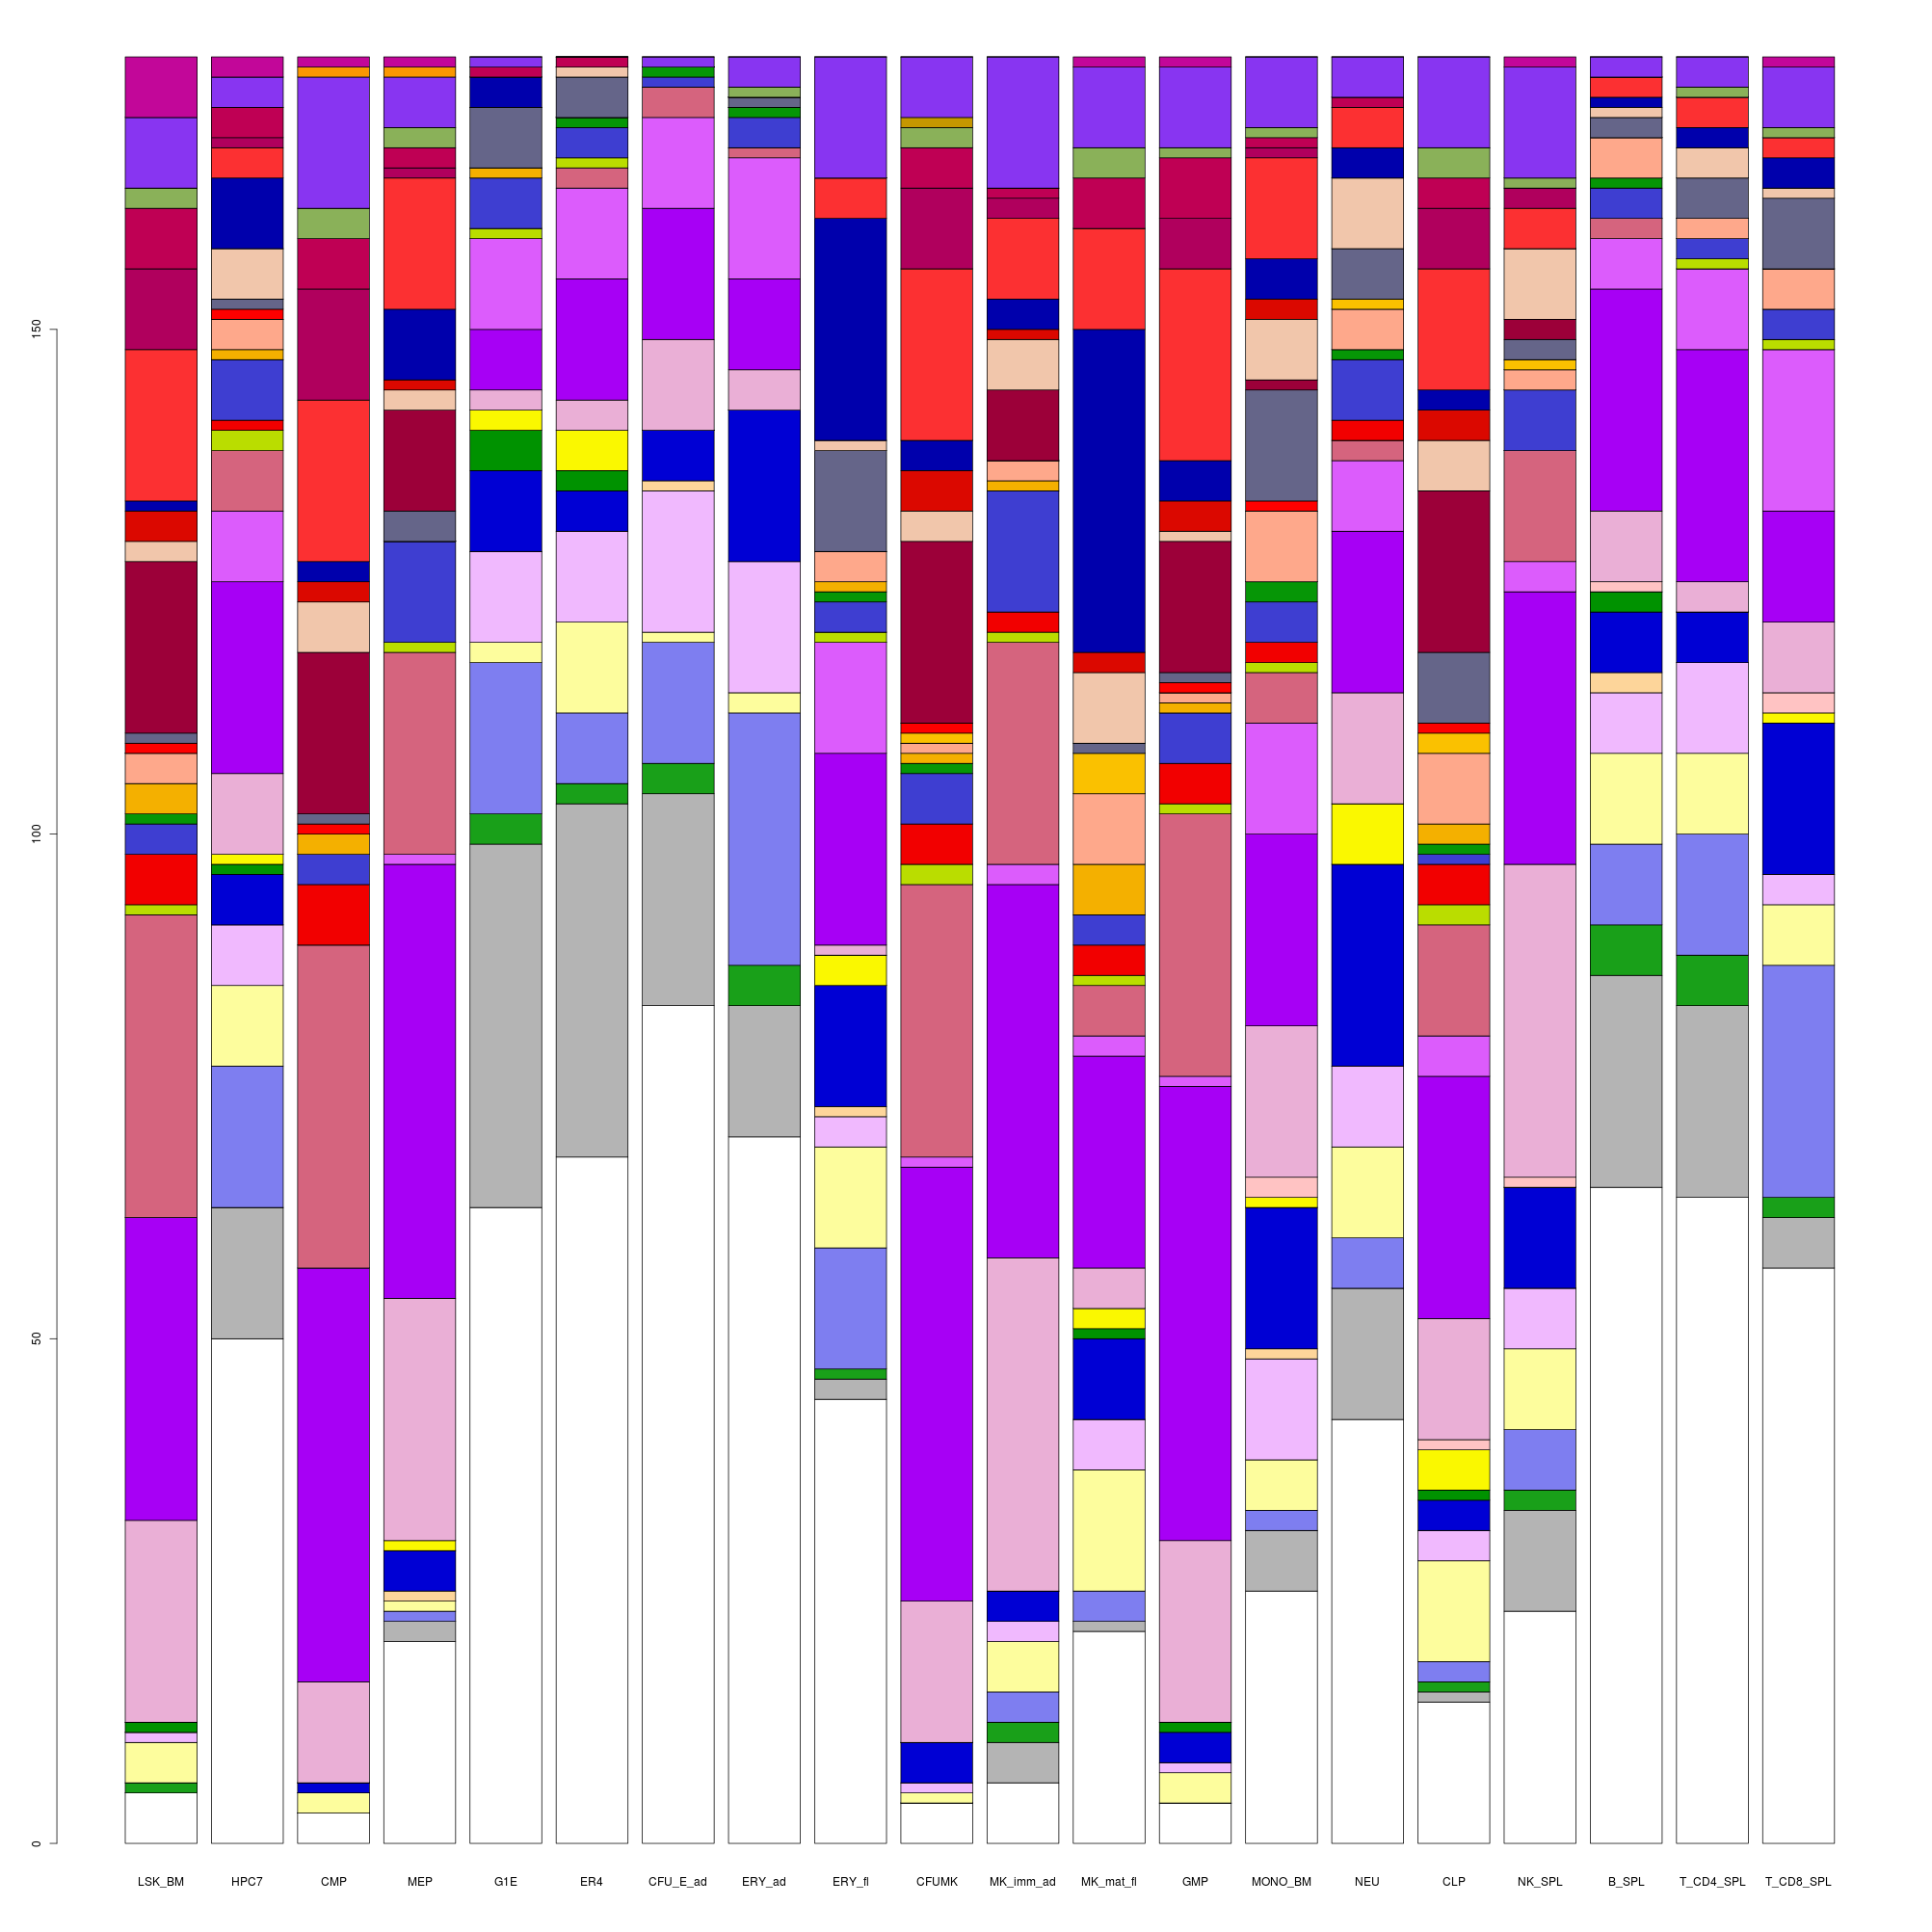 150
100
50
0
LSK_BM HPC7 CMP MEP G1E ER4 CFU_E_ad ERY_ad ERY_fl CFUMK MK_imm_ad MK_mat_fl GMP MONO_BM NEU CLP NK_SPL B_SPL T_CD4_SPL T_CD8_SPL